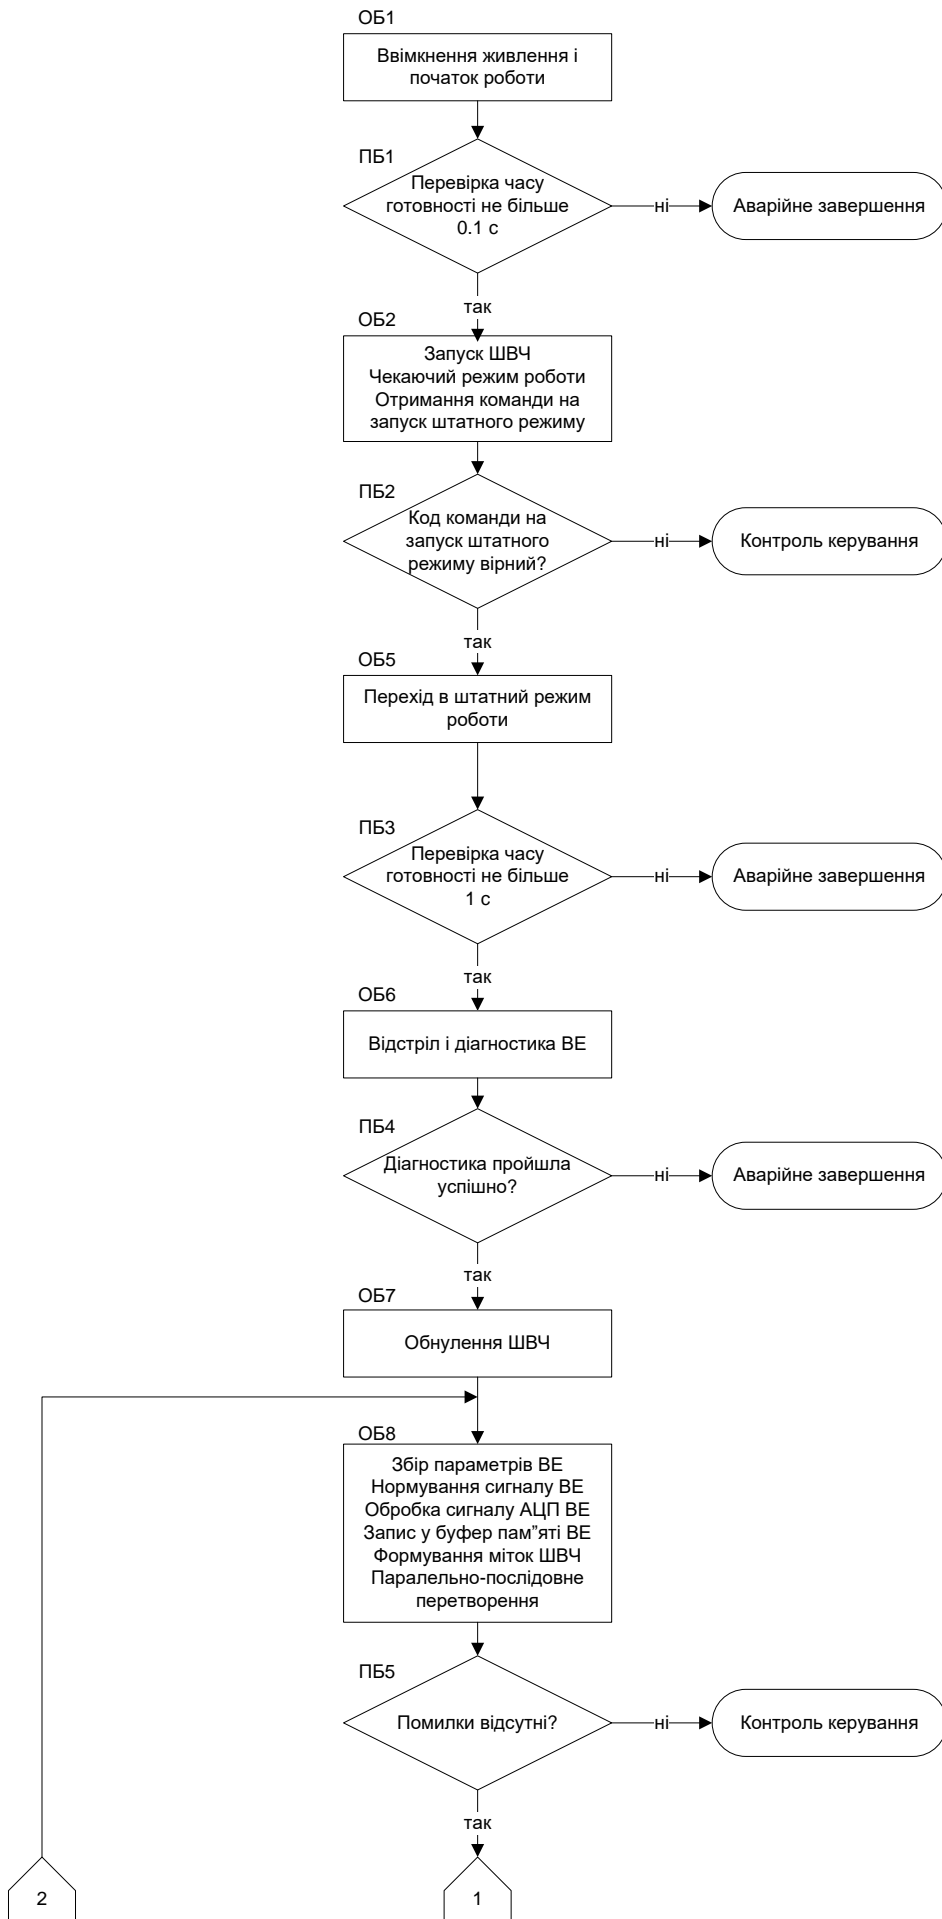 ОБ1
Ввімкнення живлення і
початок роботи
ПБ1
Перевірка часу
готовності не більше
0.1 с
ні
Аварійне завершення
так
ОБ2
Запуск ШВЧ
Чекаючий режим роботи
Отримання команди на
запуск штатного режиму
ПБ2
Код команди на
запуск штатного
режиму вірний?
ні
Контроль керування
так
ОБ5
Перехід в штатний режим
роботи
ПБ3
Перевірка часу
готовності не більше
1 с
ні
Аварійне завершення
так
ОБ6
Відстріл і діагностика ВЕ
ПБ4
Діагностика пройшла
успішно?
ні
Аварійне завершення
так
ОБ7
Обнулення ШВЧ
ОБ8
Збір параметрів ВЕ
Нормування сигналу ВЕ
Обробка сигналу АЦП ВЕ
Запис у буфер пам”яті ВЕ
Формування міток ШВЧ
Паралельно-послідовне
перетворення
ПБ5
Помилки відсутні?
ні
Контроль керування
так
2
1